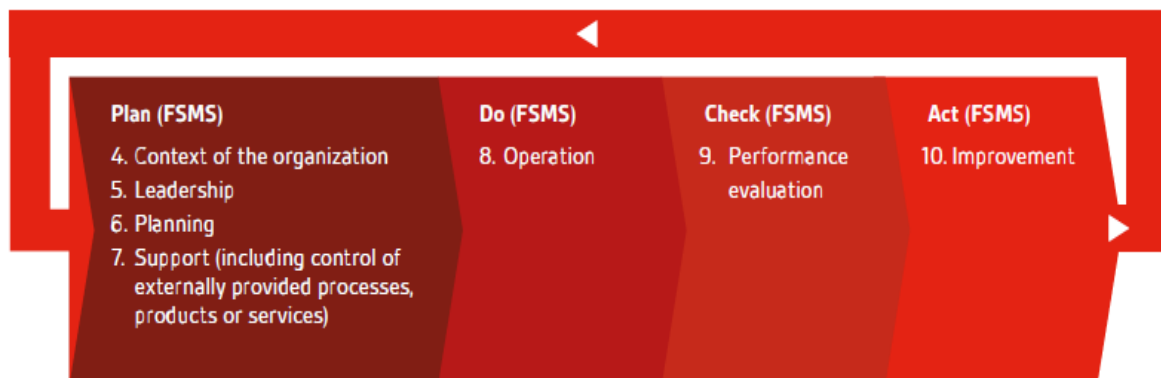 Plan (FSMS)
4. Context of the organization
5. Leadership
6. Planning
7. Support (including control of
externally provided processes,
products or services)
Do (FSMS)
8. Operation
Check (FSMS)
9. Performance
evaluation
Act (FSMS)
10. Improvement